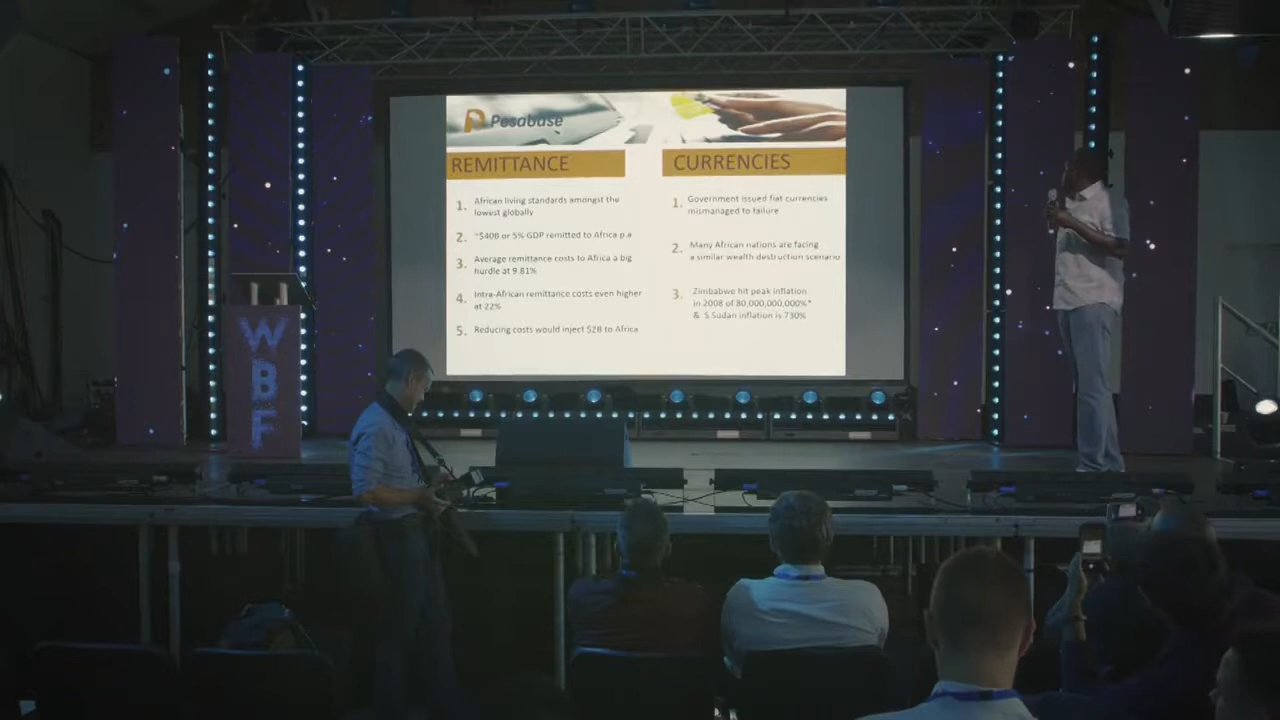 Pesabase
REMITTANCE
1. African living standards amongst the
lowest globally
2. ~$40B or 5% GDP remitted to Africa p.a
3. Average remittance costs to Africa a big
hurdle at 9.81%
4. Intra-African remittance costs even higher
at 22%
5. Reducing costs would inject $2B to Africa
CURRENCIES
1. Government issued fiat currencies
mismanaged to failure
2. Many African nations are facing
a similar wealth destruction scenario
3. Zimbabwe hit peak inflation
in 2008 of 80,000,000,000%*
& S.Sudan inflation is 730%
W
B
F